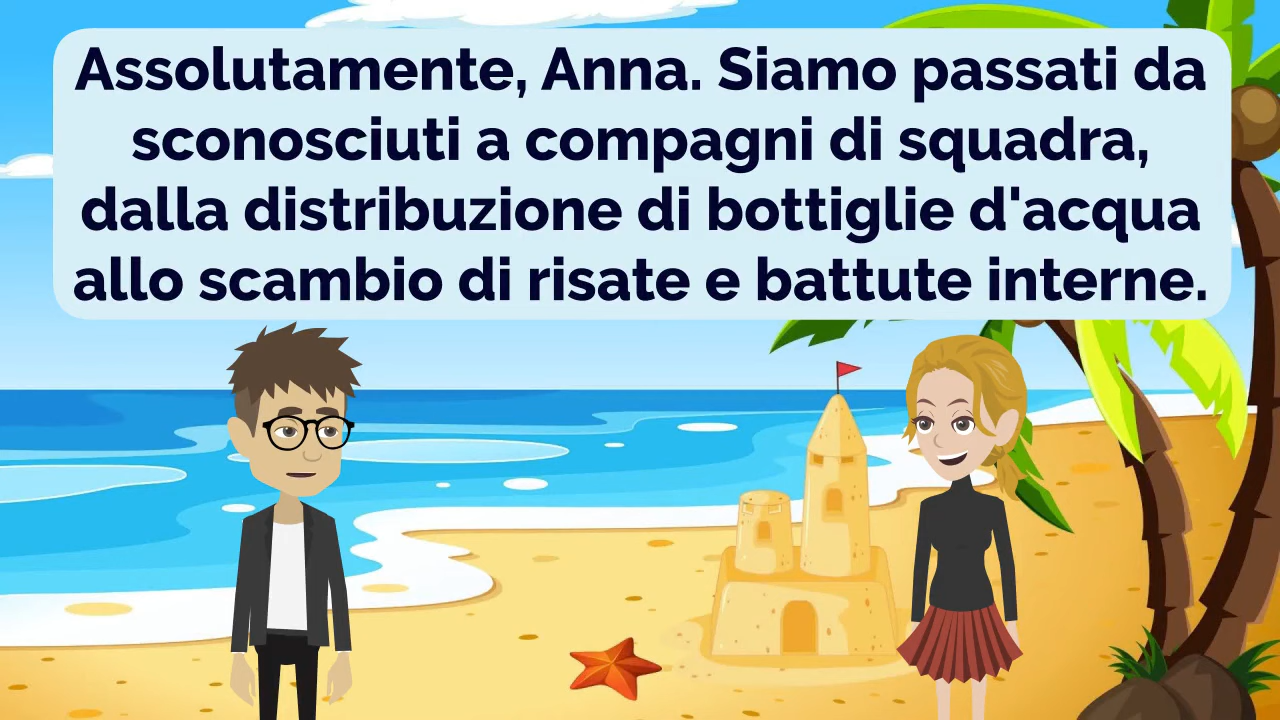 Assolutamente, Anna. Siamo passati da
sconosciuti a compagni di squadra,
dalla distribuzione di bottiglie d'acqua
allo scambio di risate e battute interne.